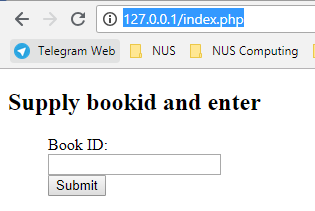 127.0.0.1/index.php
Telegram Web NUS NUS Computing
Supply bookid and enter
Book ID:
Submit